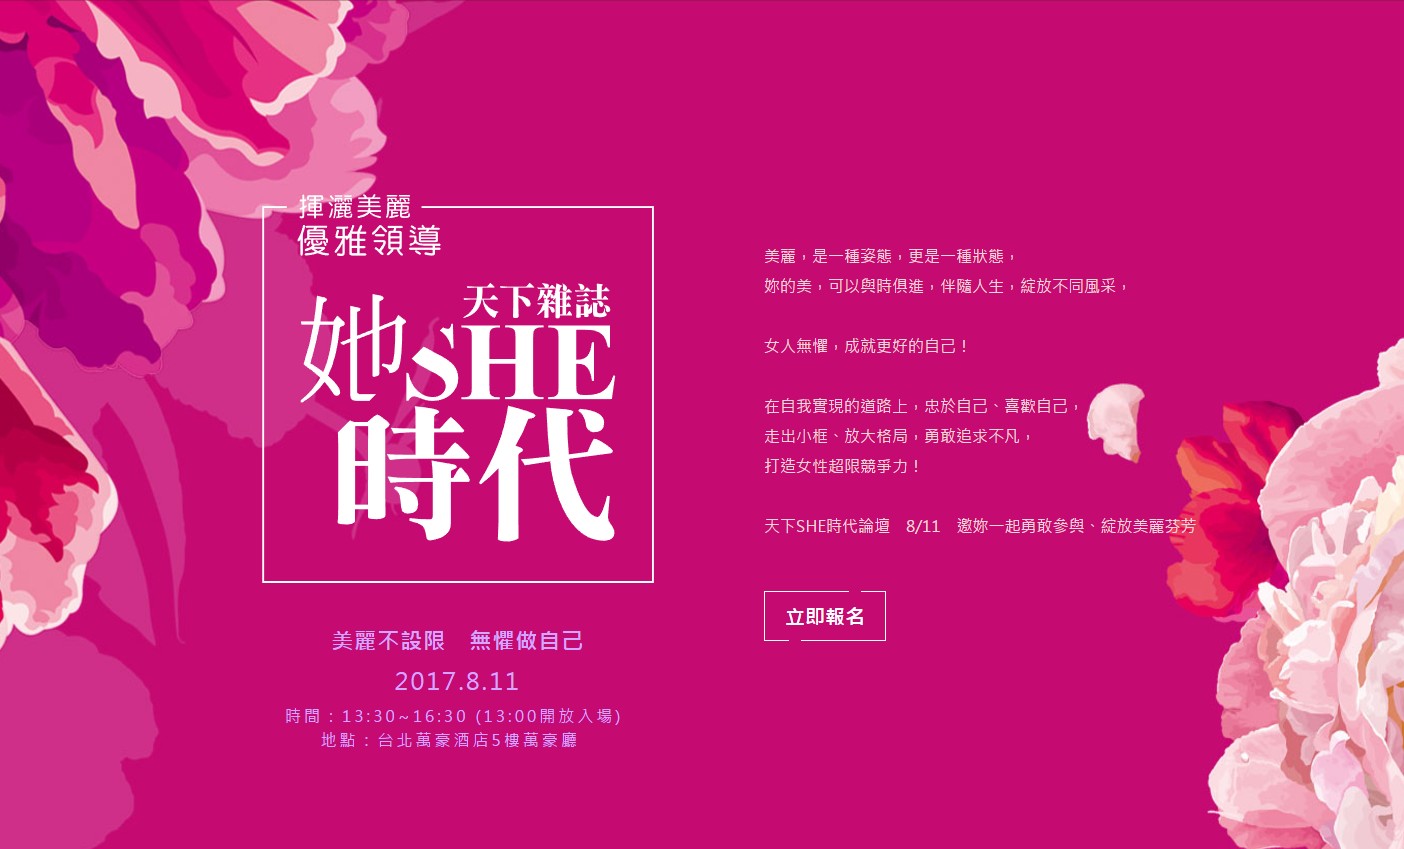 揮灑美麗
優雅領導
天下雜誌
她SHE
時代
美麗不設限　無懼做自己
2017.8.11
時間：13:30~16:30 (13:00開放入場)
地點：台北萬豪酒店5樓萬豪廳
美麗，是一種姿態，更是一種狀態，
妳的美，可以與時俱進，伴隨人生，綻放不同風采，
女人無懼，成就更好的自己！
在自我實現的道路上，忠於自己、喜歡自己，
走出小框、放大格局，勇敢追求不凡，
打造女性超限競爭力！
天下SHE時代論壇　8/11　邀妳一起勇敢參與、綻放美麗芬芳
立即報名